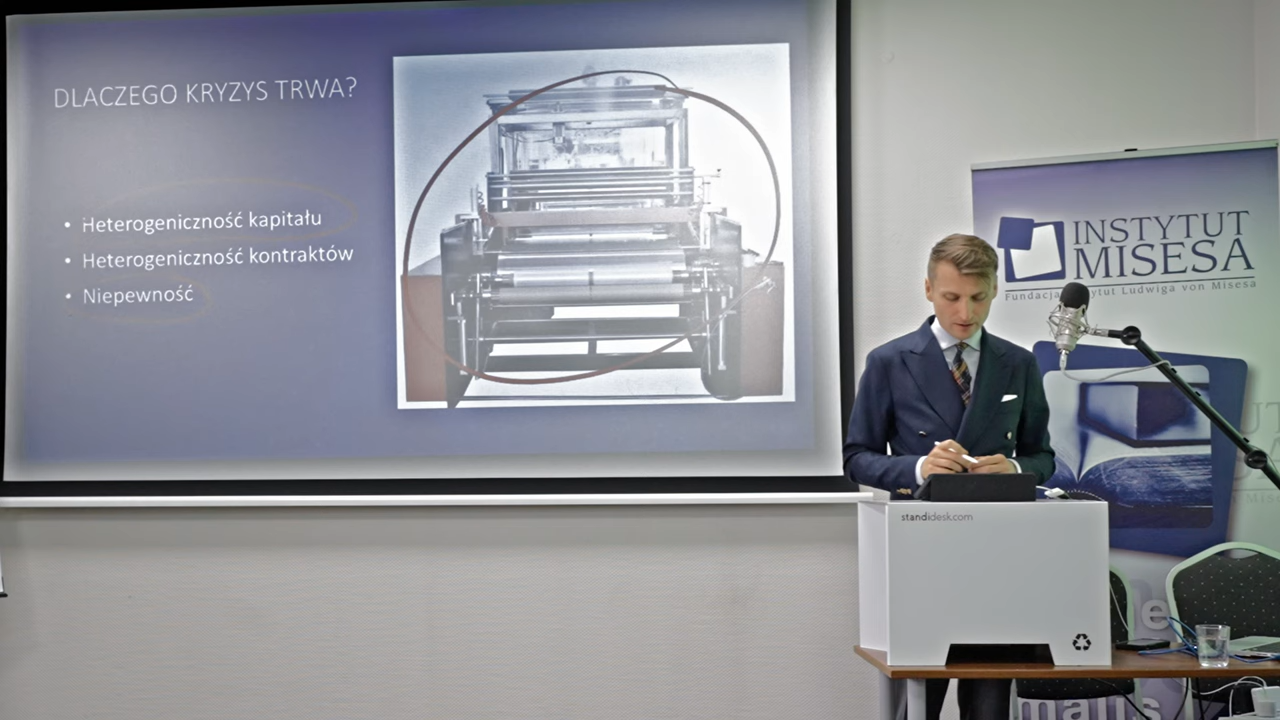 DLACZEGO KRYZYS TRWA?
• Heterogeniczność kapitału
• Heterogeniczność kontraktów
• Niepewność
INSTYTUT
MISESA
Fundacja Instytut Ludwiga von Misesa
standidesk.com